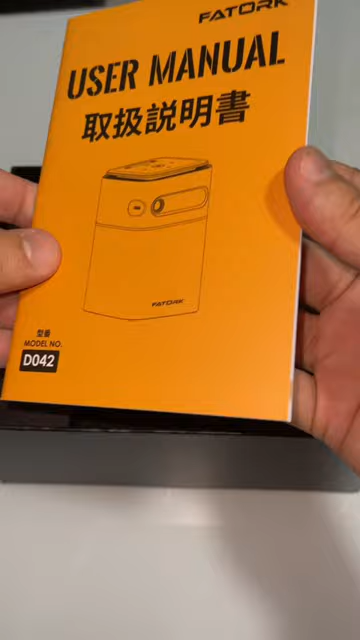 FATORK
USER MANUAL
取扱説明書
FATORK
型番
MODEL NO.
D042